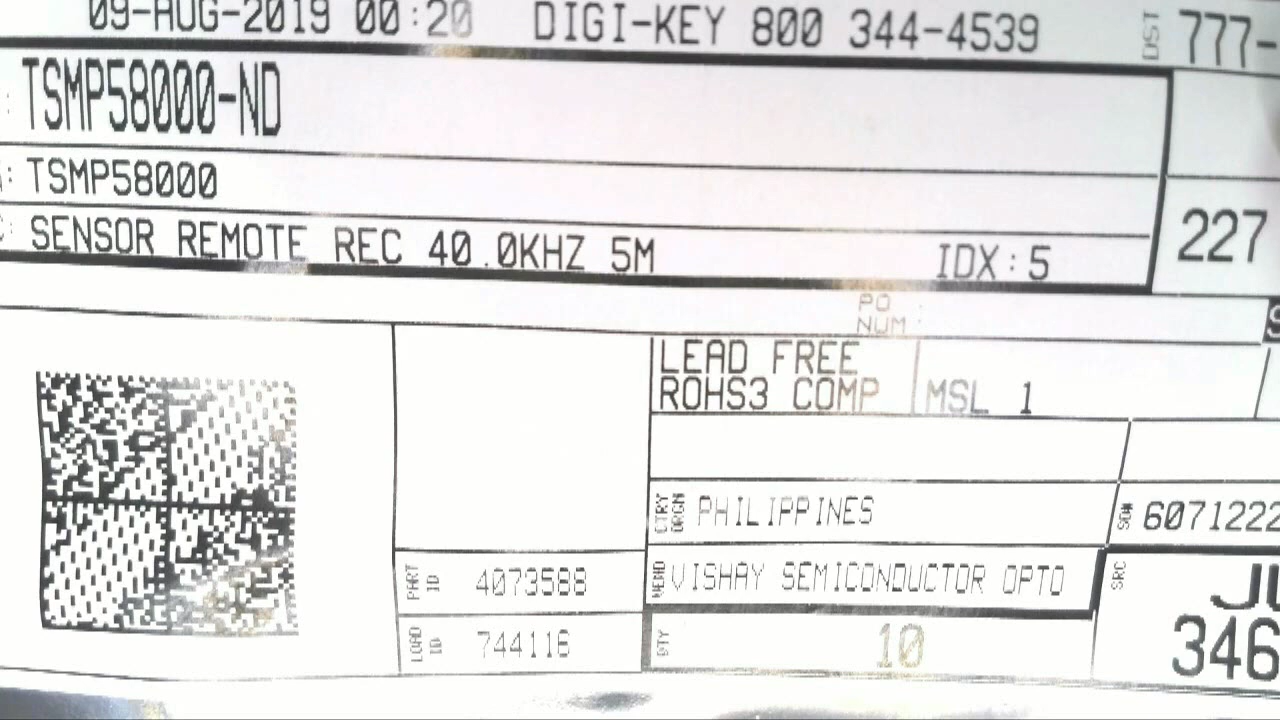 09-AUG-2019 00:20 DIGI-KEY 800 344-4539
DST 777-
: TSMP58000-ND
: TSMP58000
C: SENSOR REMOTE REC 40.0KHZ 5M IDX:5
227
PO
NUM :
LEAD FREE
ROHS3 COMP
MSL 1
CTRY
ORGN PHILIPPINES
SO# 6071222
PART
ID 4073588
VEND VISHAY SEMICONDUCTOR OPTO
SRC
LOAD
ID 744116
QTY 10
346